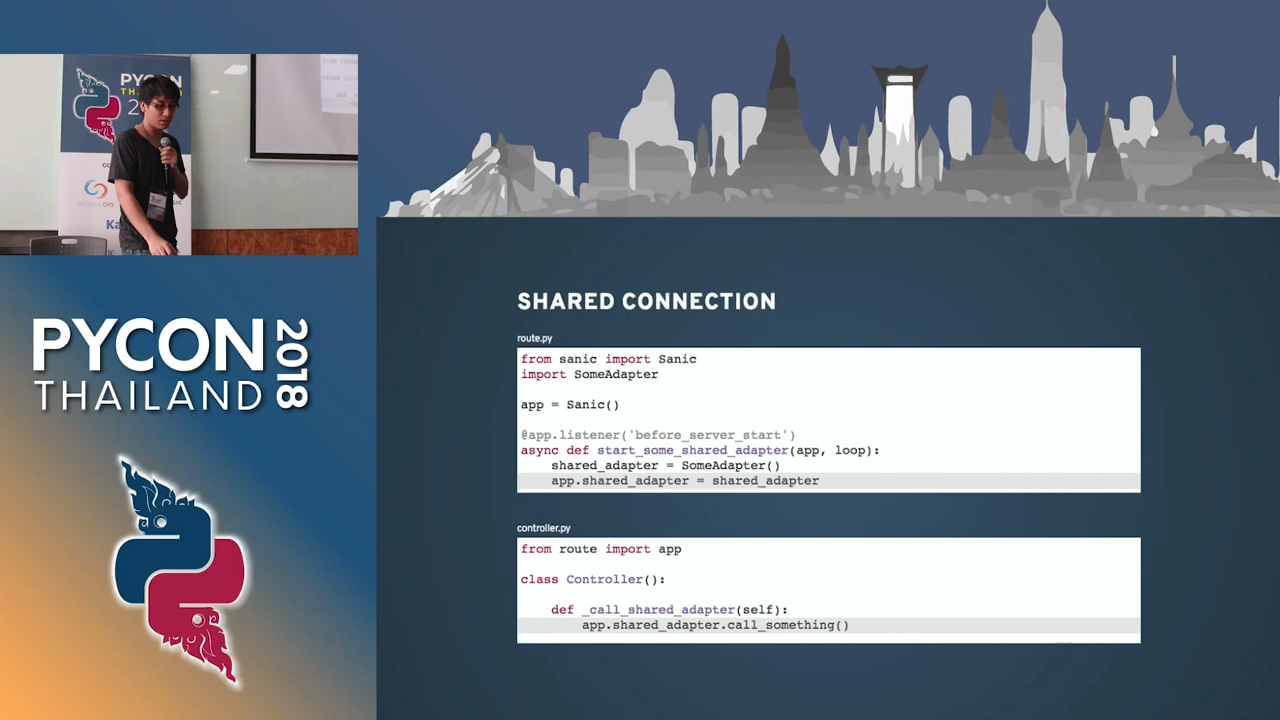 PYCON
PYCON
THAILAND
2018
SHARED CONNECTION
route.py
from sanic import Sanic
import SomeAdapter
app = Sanic()
@app.listener('before_server_start')
async def start_some_shared_adapter(app, loop):
    shared_adapter = SomeAdapter()
    app.shared_adapter = shared_adapter
controller.py
from route import app
class Controller():
    def _call_shared_adapter(self):
        app.shared_adapter.call_something()